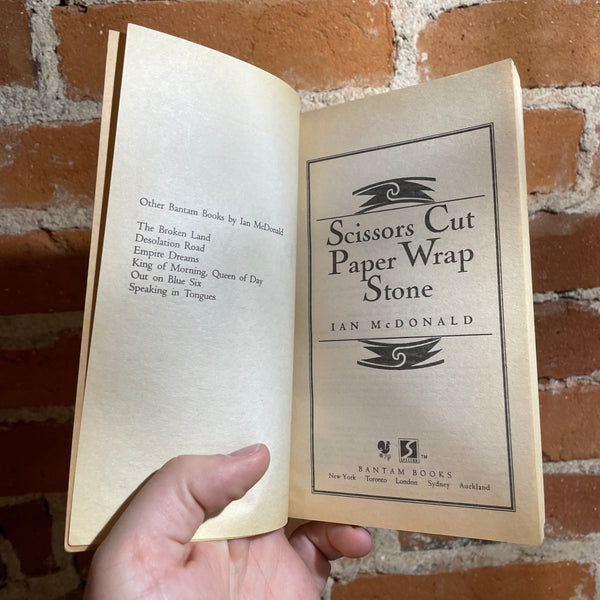 Other Bantam Books by Ian McDonald
The Broken Land
Desolation Road
Empire Dreams
King of Morning, Queen of Day
Out on Blue Six
Speaking in Tongues
Scissors Cut
Paper Wrap
Stone
IAN McDONALD
S
SPECTRA
™
BANTAM BOOKS
New York Toronto London Sydney Auckland